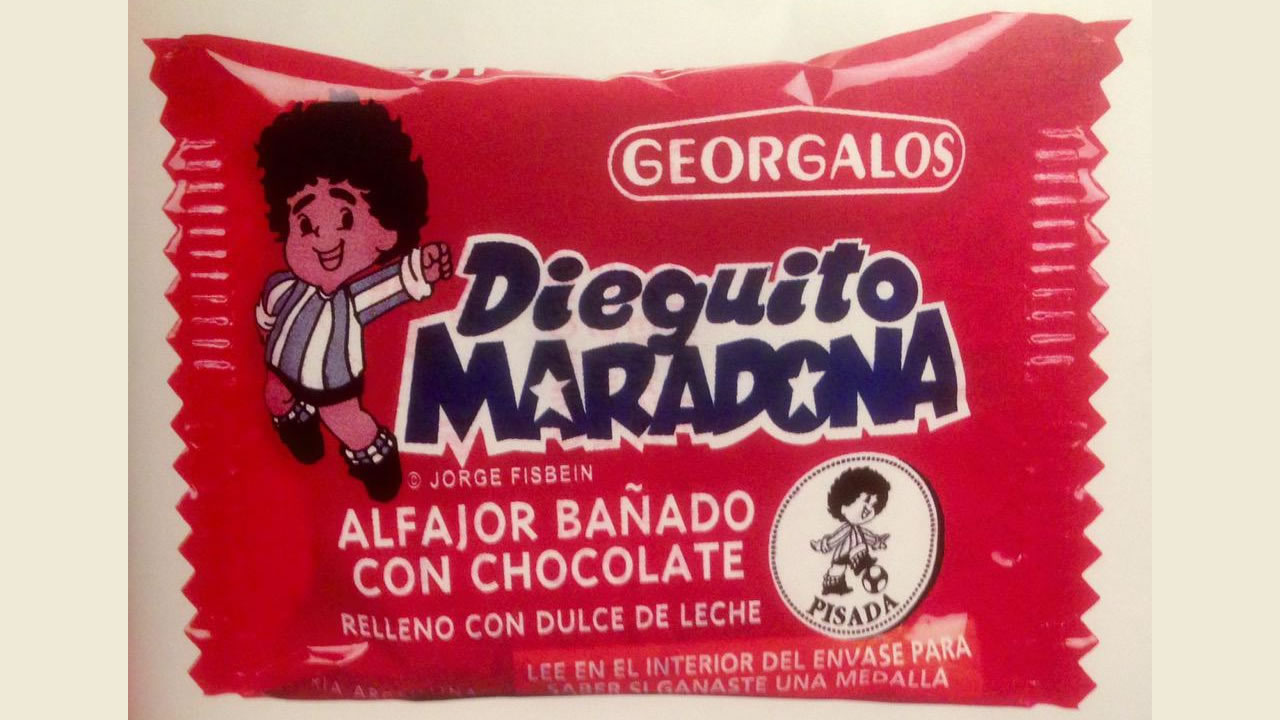 GEORGALOS
Dieguito
MARADONA
© JORGE FISBEIN
ALFAJOR BAÑADO
CON CHOCOLATE
RELLENO CON DULCE DE LECHE
PISADA
LEE EN EL INTERIOR DEL ENVASE PARA
SABER SI GANASTE UNA MEDALLA